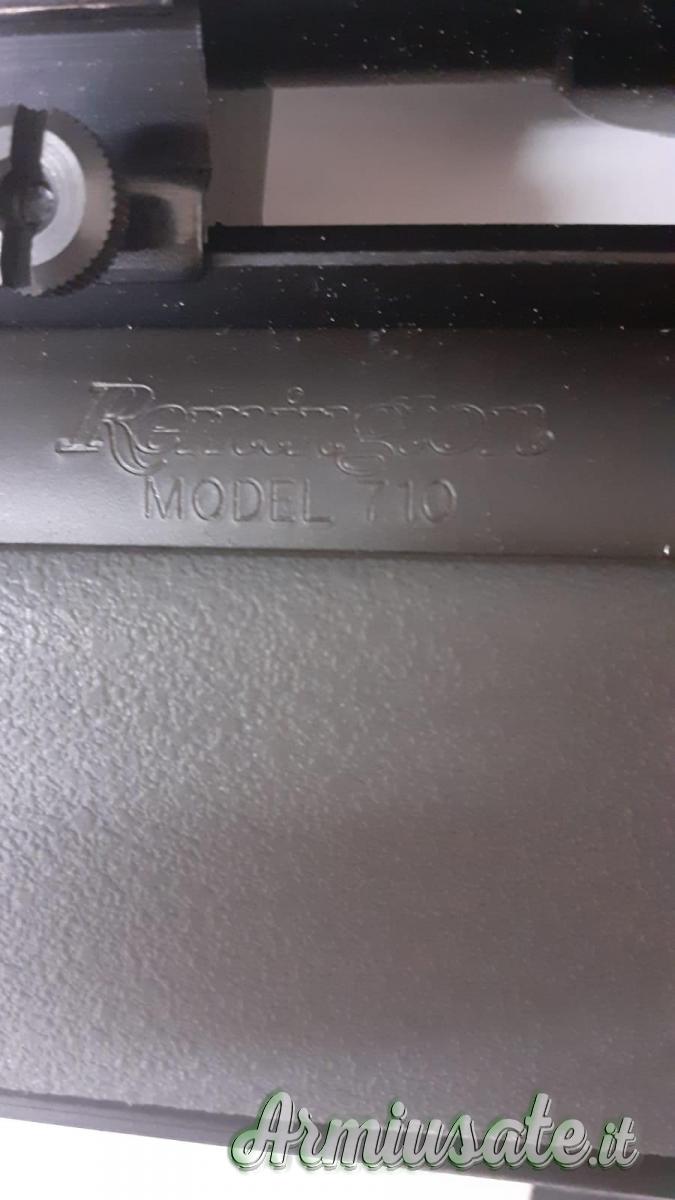 Remington
MODEL 710
Armiusate.it